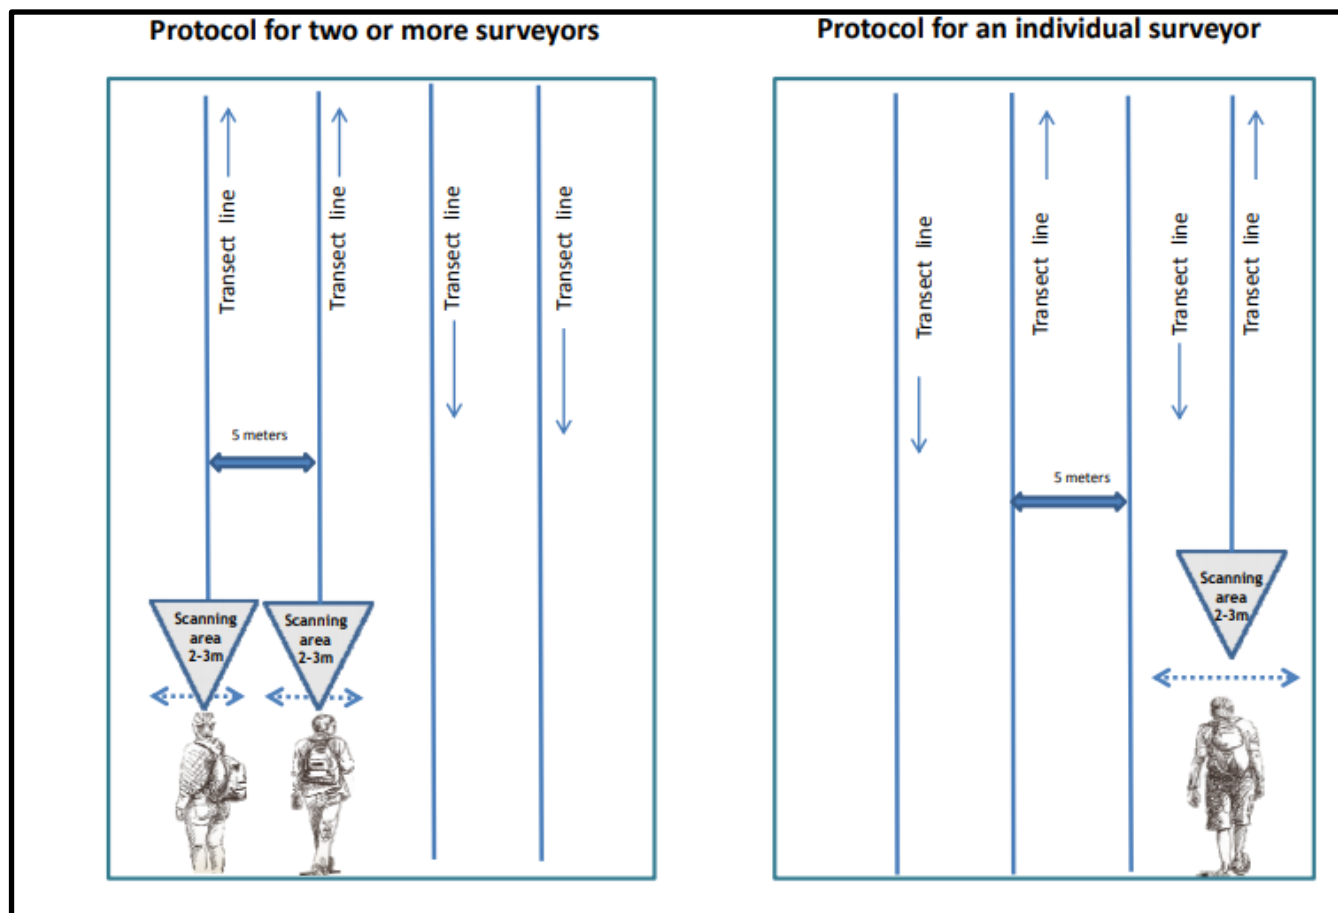 Protocol for two or more surveyors
Transect line
Transect line
Transect line
Transect line
5 meters
Scanning
area
2-3m
Scanning
area
2-3m
Protocol for an individual surveyor
Transect line
Transect line
Transect line
Transect line
5 meters
Scanning
area
2-3m